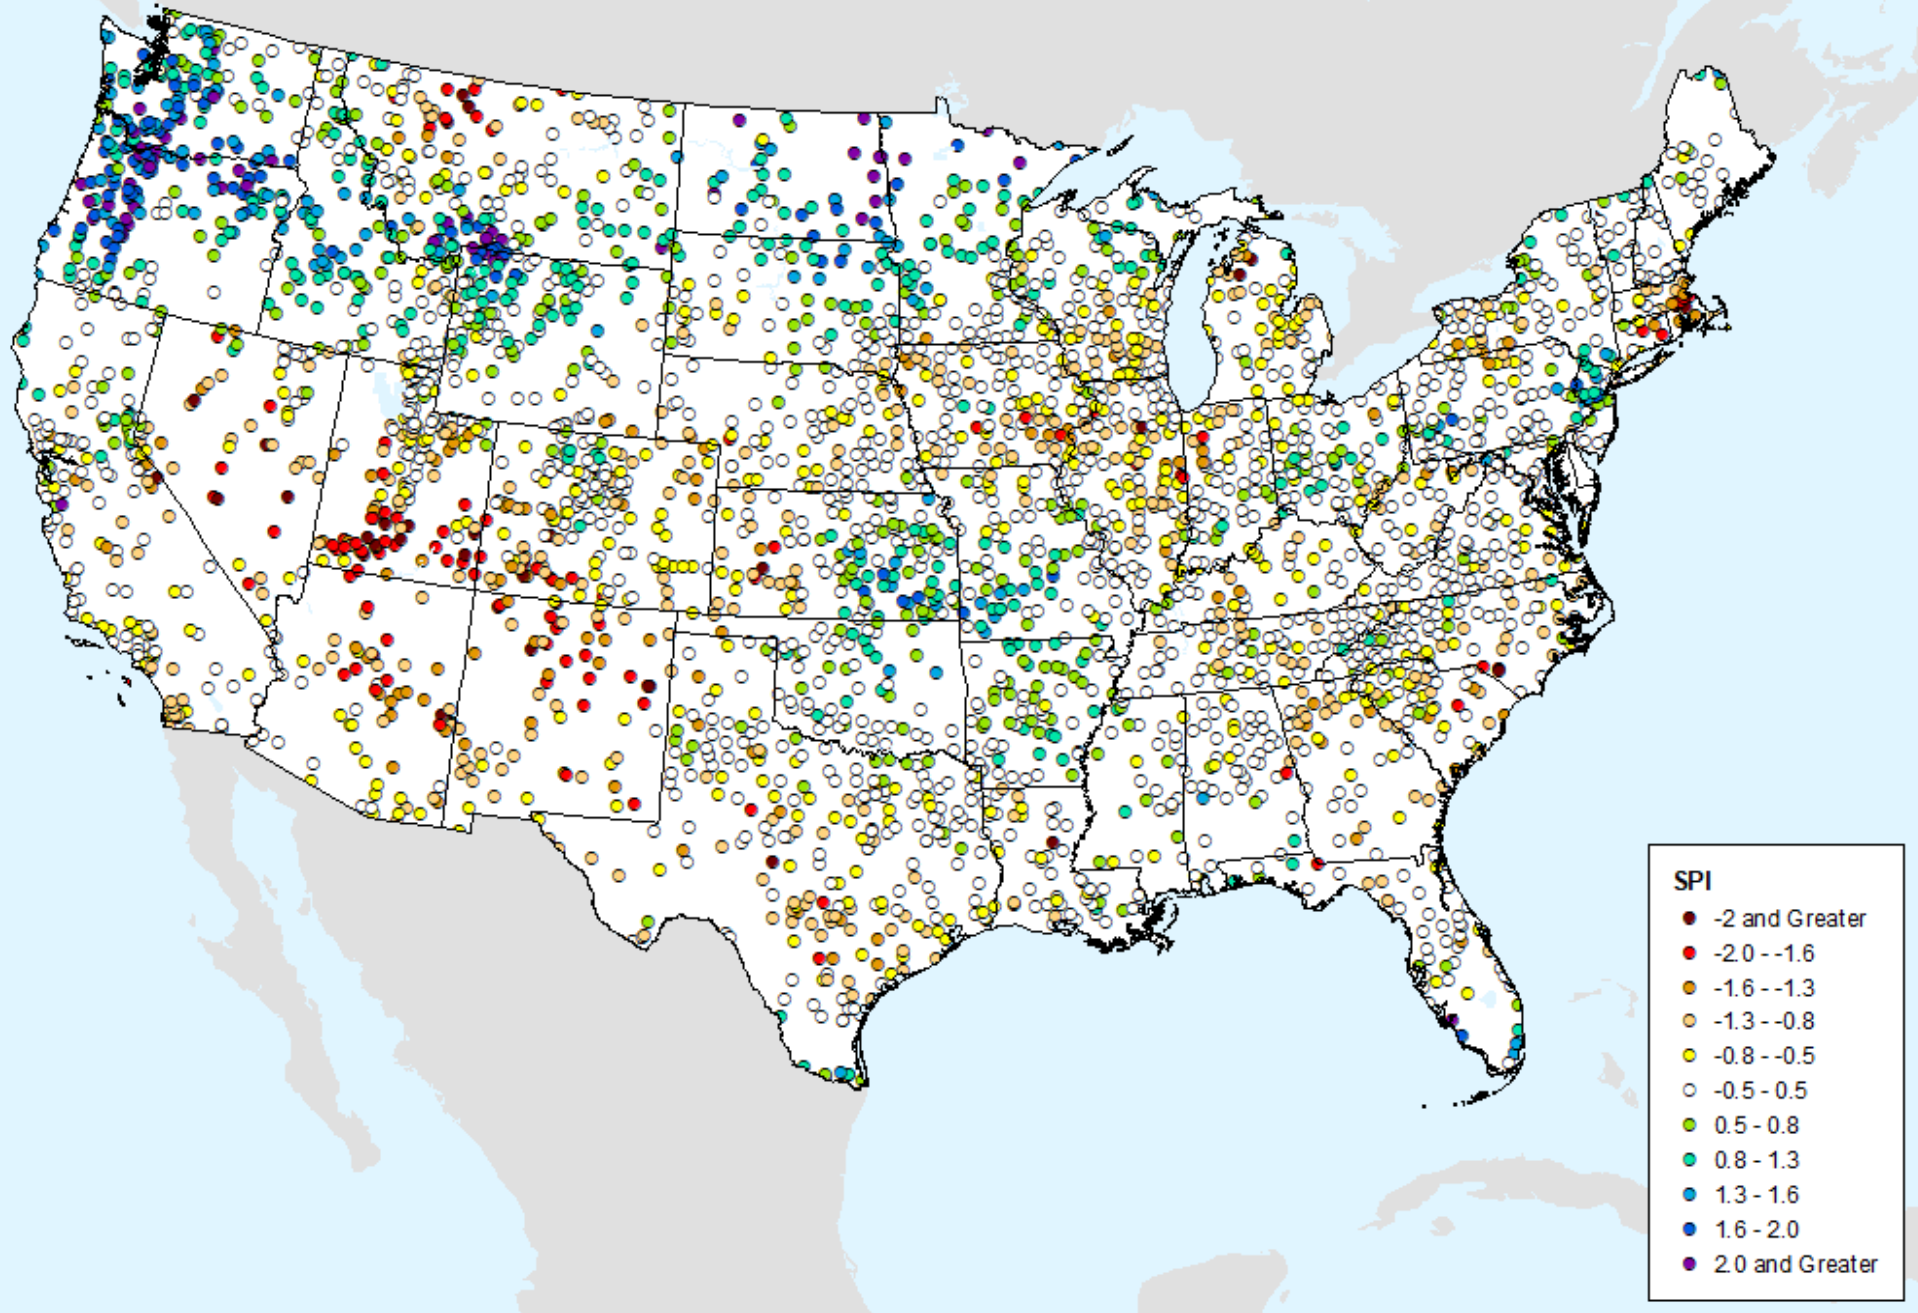 SPI
-2 and Greater
-2.0 - -1.6
-1.6 - -1.3
-1.3 - -0.8
-0.8 - -0.5
-0.5 - 0.5
0.5 - 0.8
0.8 - 1.3
1.3 - 1.6
1.6 - 2.0
2.0 and Greater